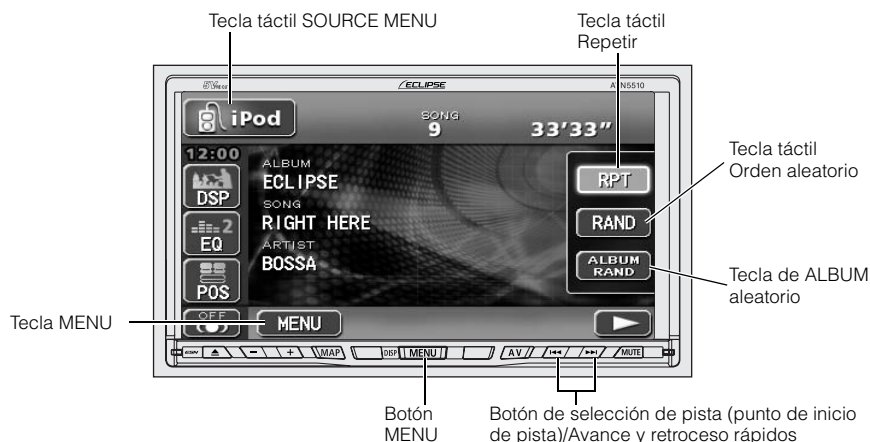 Tecla táctil SOURCE MENU
Tecla táctil
Repetir
ECLIPSE
AVN5510
iPod
SONG
9
33'33"
12:00
ALBUM
ECLIPSE
SONG
RIGHT HERE
ARTIST
BOSSA
DSP
2
EQ
POS
OFF
MENU
RPT
RAND
ALBUM
RAND
Tecla táctil
Orden aleatorio
Tecla de ALBUM
aleatorio
Tecla MENU
ESN
MAP
DISP
MENU
AV
MUTE
Botón
MENU
Botón de selección de pista (punto de inicio
de pista)/Avance y retroceso rápidos